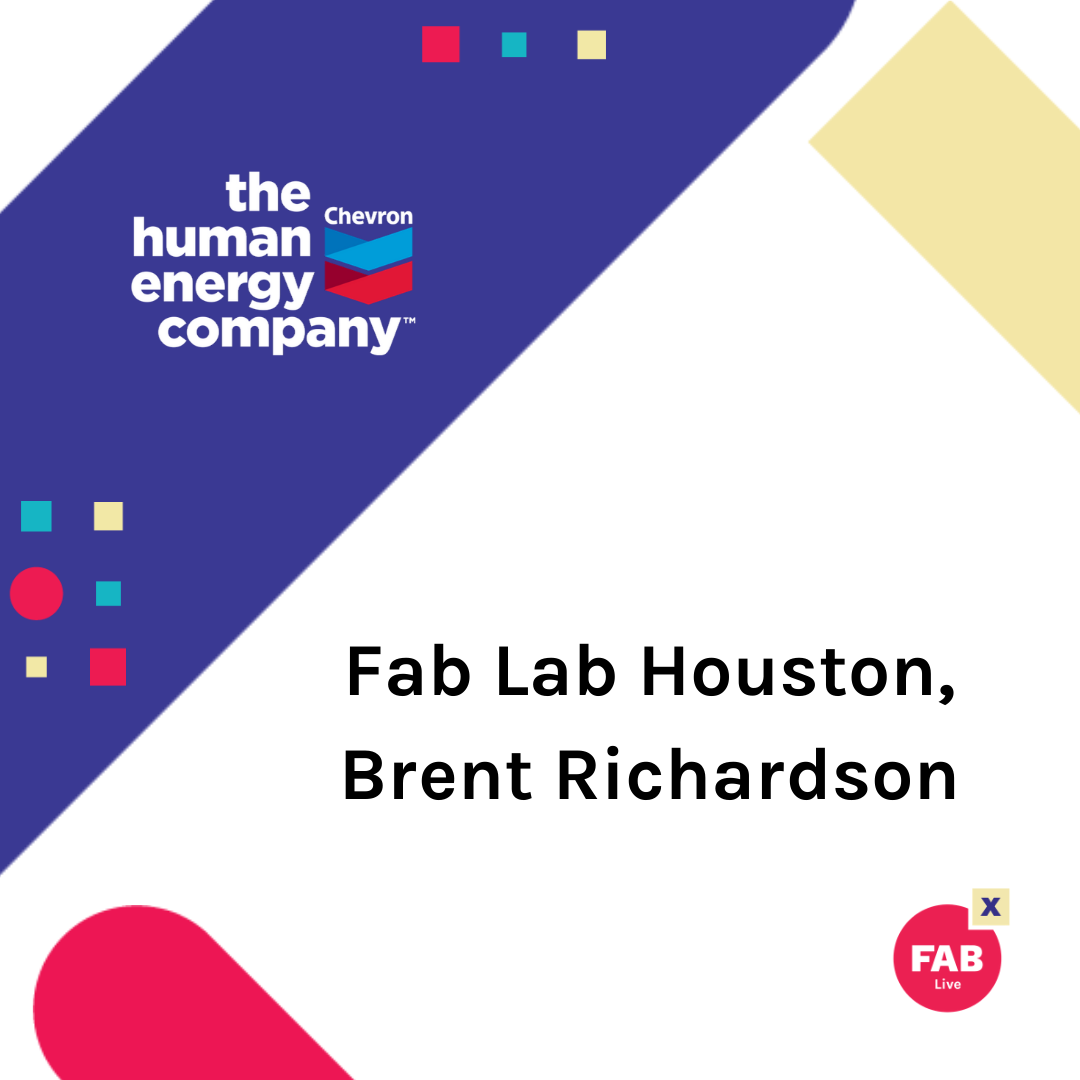 the
human
energy
company™
Chevron
Fab Lab Houston,
Brent Richardson
x
FAB
Live